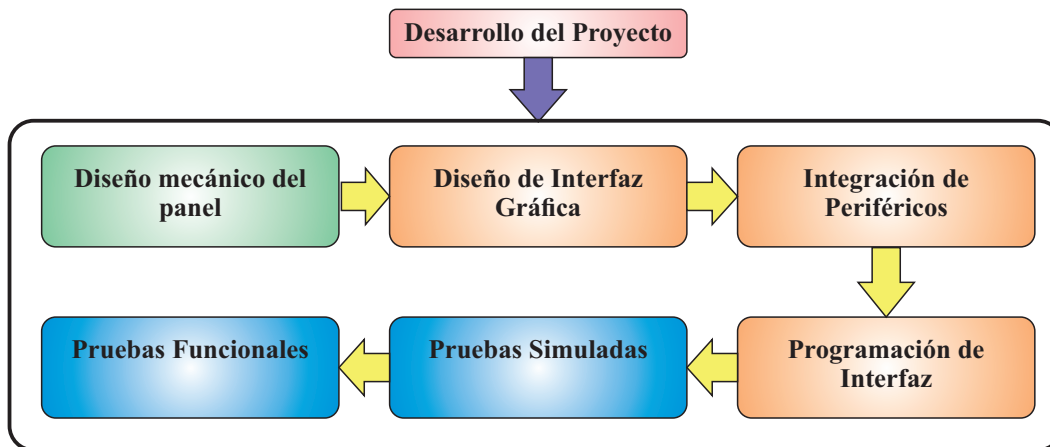 Desarrollo del Proyecto
Diseño mecánico del
panel
Diseño de Interfaz
Gráfica
Integración de
Periféricos
Programación de
Interfaz
Pruebas Simuladas
Pruebas Funcionales